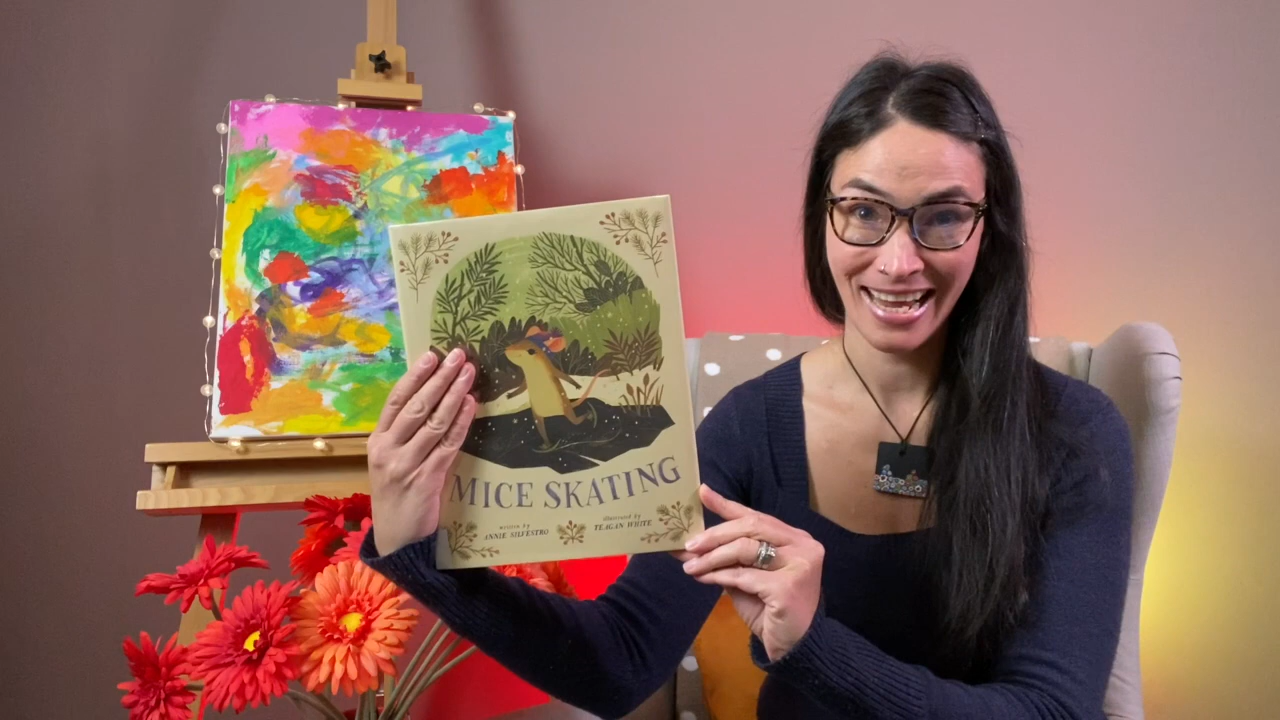 MICE SKATING
written by
ANNIE SILVESTRO
illustrated by
TEAGAN WHITE